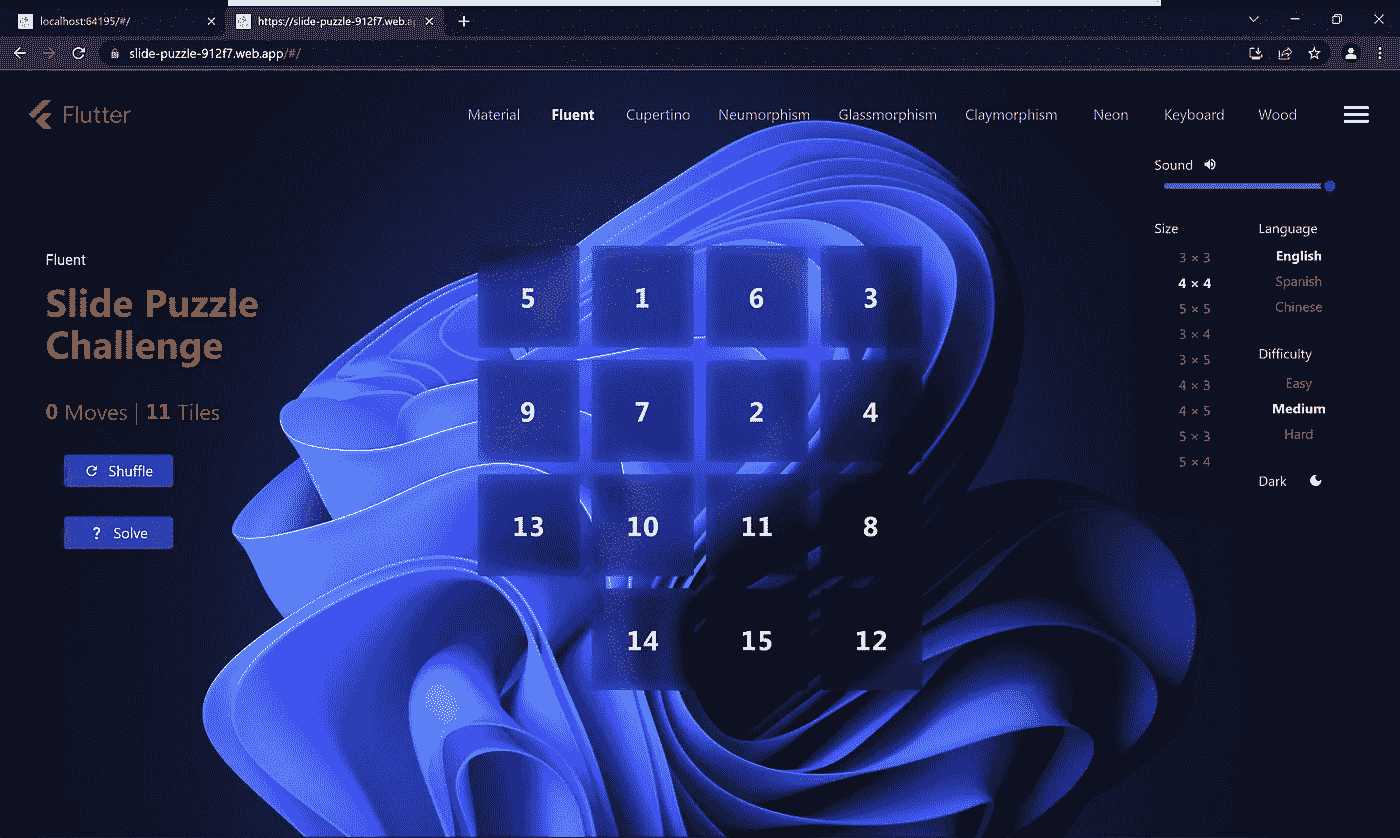 localhost:64195/#/
https://slide-puzzle-912f7.web.ap
slide-puzzle-912f7.web.app/#/
Flutter
Material Fluent Cupertino Neumorphism Glassmorphism Claymorphism Neon Keyboard Wood
Sound
Size
3 × 3
4 × 4
5 × 5
3 × 4
3 × 5
4 × 3
4 × 5
5 × 3
5 × 4
Language
English
Spanish
Chinese
Difficulty
Easy
Medium
Hard
Dark
Fluent
Slide Puzzle
Challenge
0 Moves | 11 Tiles
Shuffle
? Solve
5 1 6 3
9 7 2 4
13 10 11 8
14 15 12